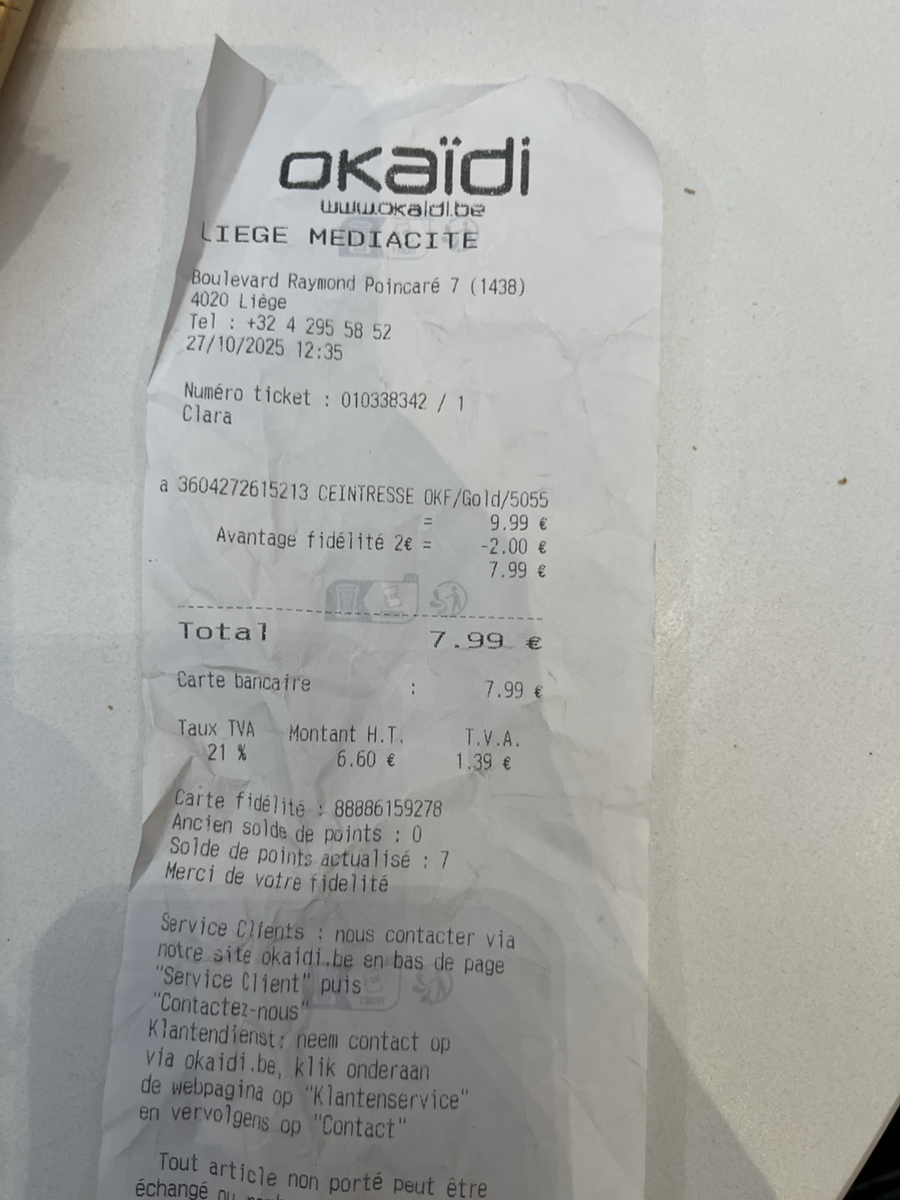 okaïdi
www.okaidi.be
LIEGE MEDIACITE
Boulevard Raymond Poincaré 7 (1438)
4020 Liège
Tel : +32 4 295 58 52
27/10/2025 12:35
Numéro ticket : 010338342 / 1
Clara
a 3604272615213 CEINTRESSE OKF/Gold/5055
= 9.99 €
Avantage fidélité 2€ = -2.00 €
7.99 €
Total 7.99 €
Carte bancaire : 7.99 €
Taux TVA Montant H.T. T.V.A.
21 % 6.60 € 1.39 €
Carte fidélité : 88886159278
Ancien solde de points : 0
Solde de points actualisé : 7
Merci de votre fidelité
Service Clients : nous contacter via
notre site okaidi.be en bas de page
"Service Client" puis
"Contactez-nous"
Klantendienst: neem contact op
via okaidi.be, klik onderaan
de webpagina op "Klantenservice"
en vervolgens op "Contact"
Tout article non porté peut être
échangé ou